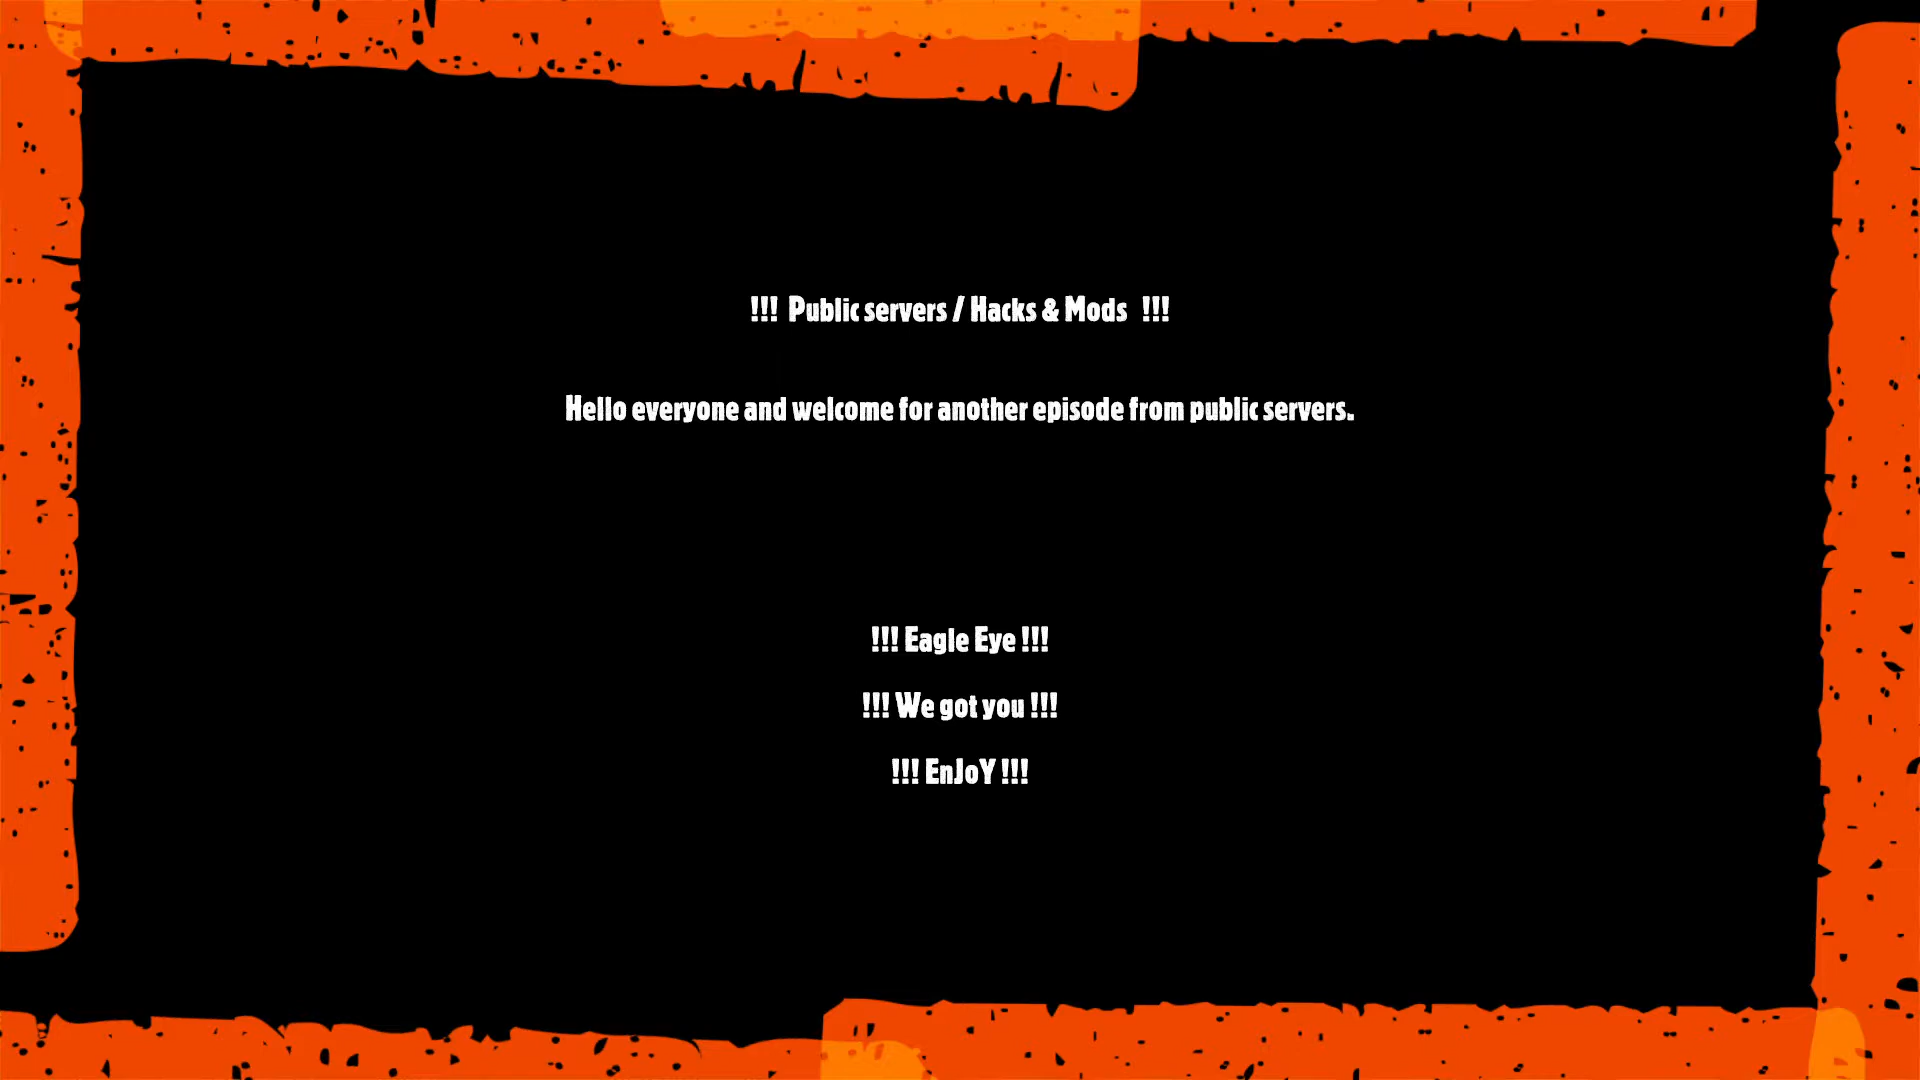 !!! Public servers / Hacks & Mods !!!
Hello everyone and welcome for another episode from public servers.
!!! Eagle Eye !!!
!!! We got you !!!
!!! EnJoY !!!